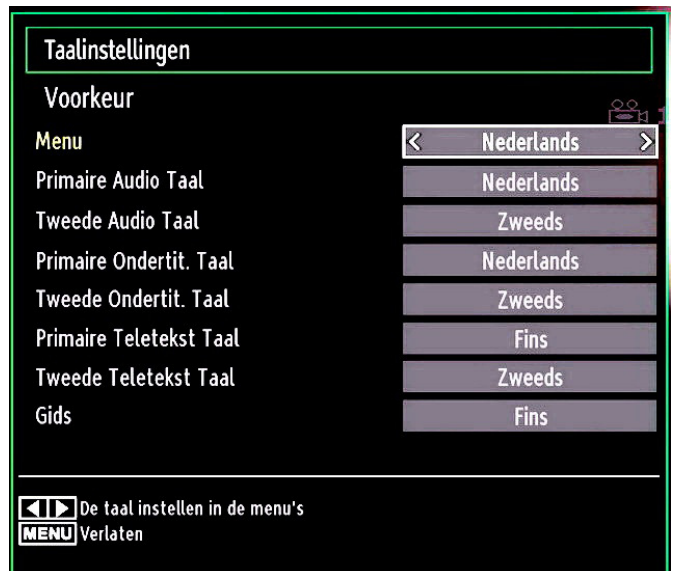 Taalinstellingen
Voorkeur
Menu < Nederlands >
Primaire Audio Taal Nederlands
Tweede Audio Taal Zweeds
Primaire Ondertit. Taal Nederlands
Tweede Ondertit. Taal Zweeds
Primaire Teletekst Taal Fins
Tweede Teletekst Taal Zweeds
Gids Fins
De taal instellen in de menu's
MENU Verlaten